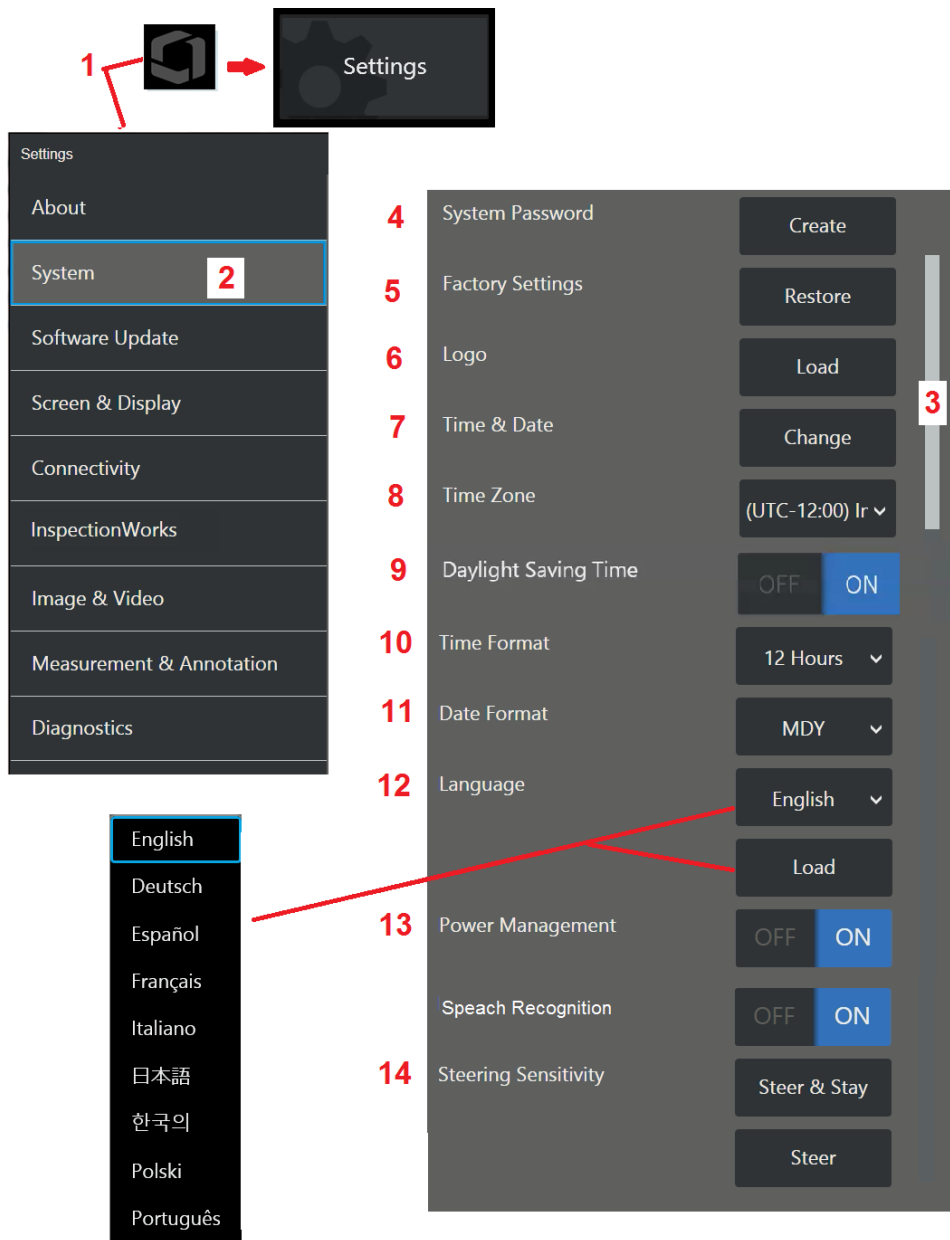 1
Settings
Settings
About
System 2
Software Update
Screen & Display
Connectivity
InspectionWorks
Image & Video
Measurement & Annotation
Diagnostics
3
4 System Password Create
5 Factory Settings Restore
6 Logo Load
7 Time & Date Change
8 Time Zone (UTC-12:00) Ir
9 Daylight Saving Time OFF ON
10 Time Format 12 Hours
11 Date Format MDY
12 Language English
Load
13 Power Management OFF ON
Speach Recognition OFF ON
14 Steering Sensitivity Steer & Stay
Steer
English
Deutsch
Español
Français
Italiano
日本語
한국의
Polski
Português